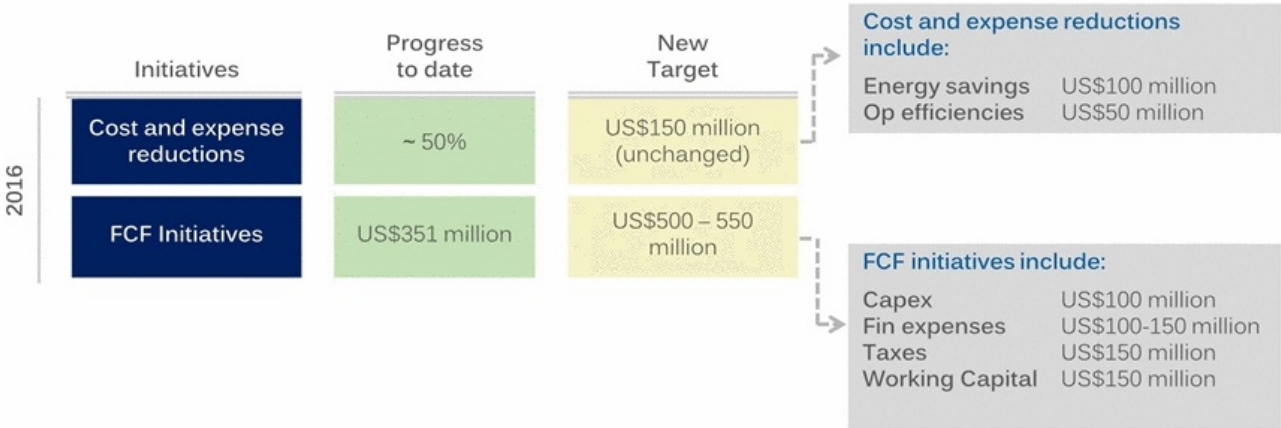 Initiatives
Progress
to date
New
Target
2016
Cost and expense
reductions
~ 50%
US$150 million
(unchanged)
FCF Initiatives
US$351 million
US$500 – 550
million
Cost and expense reductions
include:
Energy savings US$100 million
Op efficiencies US$50 million
FCF initiatives include:
Capex US$100 million
Fin expenses US$100-150 million
Taxes US$150 million
Working Capital US$150 million